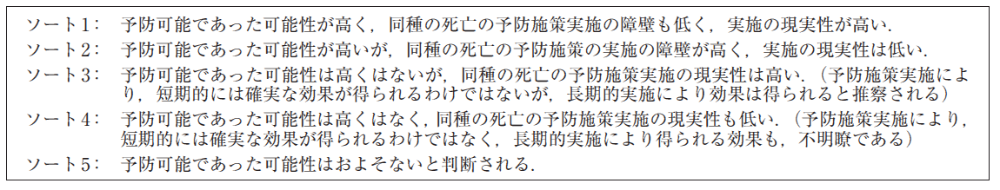 ソート1： 予防可能であった可能性が高く，同種の死亡の予防施策実施の障壁も低く，実施の現実性が高い．
ソート2： 予防可能であった可能性が高いが，同種の死亡の予防施策の実施の障壁が高く，実施の現実性は低い．
ソート3： 予防可能であった可能性は高くはないが，同種の死亡の予防施策実施の現実性は高い．（予防施策実施によ
り，短期的には確実な効果が得られるわけではないが，長期的実施により効果は得られると推察される）
ソート4： 予防可能であった可能性は高くはなく，同種の死亡の予防施策実施の現実性も低い．（予防施策実施により，
短期的には確実な効果が得られるわけではなく，長期的実施により得られる効果も，不明瞭である）
ソート5： 予防可能であった可能性はおよそないと判断される．